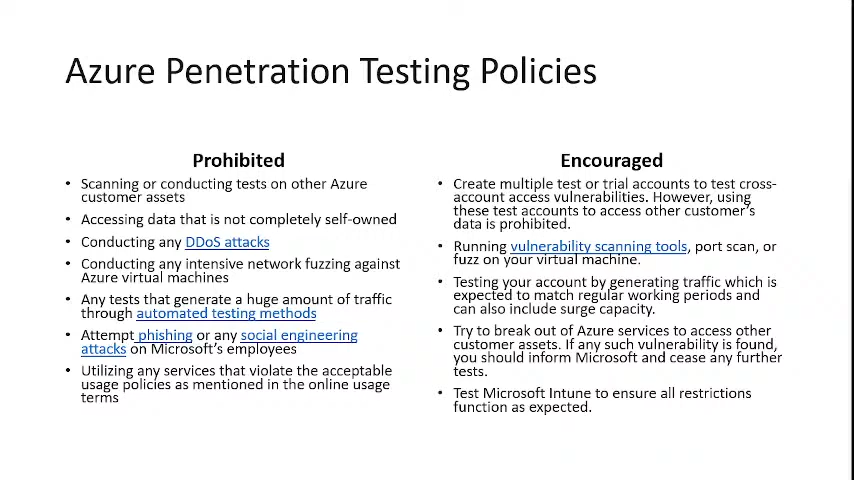 Azure Penetration Testing Policies
Prohibited
• Scanning or conducting tests on other Azure
customer assets
• Accessing data that is not completely self-owned
• Conducting any DDoS attacks
• Conducting any intensive network fuzzing against
Azure virtual machines
• Any tests that generate a huge amount of traffic
through automated testing methods
• Attempt phishing or any social engineering
attacks on Microsoft's employees
• Utilizing any services that violate the acceptable
usage policies as mentioned in the online usage
terms
Encouraged
• Create multiple test or trial accounts to test cross-
account access vulnerabilities. However, using
these test accounts to access other customer's
data is prohibited.
• Running vulnerability scanning tools, port scan, or
fuzz on your virtual machine.
• Testing your account by generating traffic which is
expected to match regular working periods and
can also include surge capacity.
• Try to break out of Azure services to access other
customer assets. If any such vulnerability is found,
you should inform Microsoft and cease any further
tests.
• Test Microsoft Intune to ensure all restrictions
function as expected.